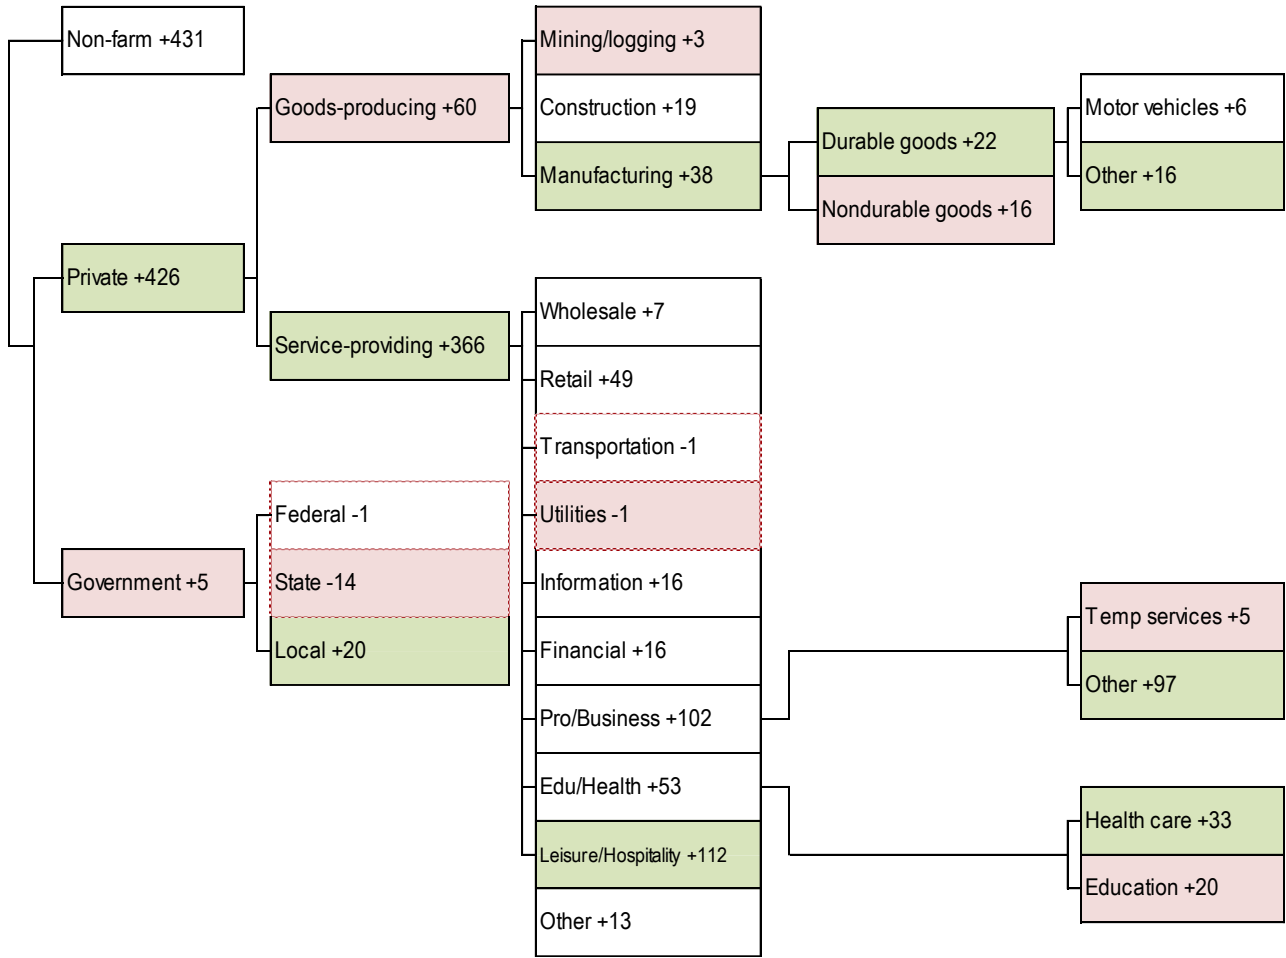 Non-farm +431
Private +426
Government +5
Goods-producing +60
Service-providing +366
Federal -1
State -14
Local +20
Mining/logging +3
Construction +19
Manufacturing +38
Wholesale +7
Retail +49
Transportation -1
Utilities -1
Information +16
Financial +16
Pro/Business +102
Edu/Health +53
Leisure/Hospitality +112
Other +13
Durable goods +22
Nondurable goods +16
Motor vehicles +6
Other +16
Temp services +5
Other +97
Health care +33
Education +20